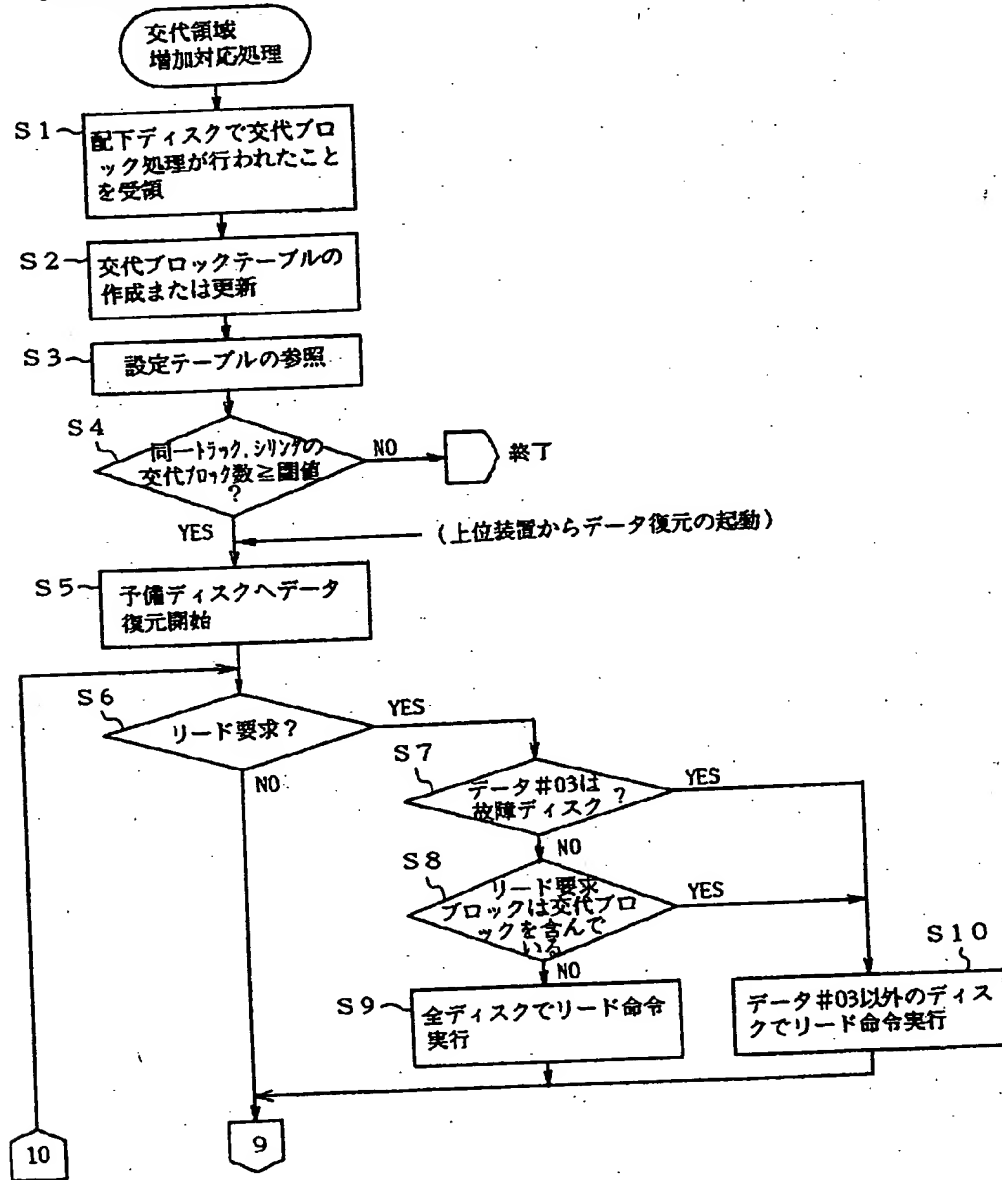 交代領域
増加対応処理
S1
配下ディスクで交代ブロ
ック処理が行われたこと
を受領
S2
交代ブロックテーブルの
作成または更新
S3
設定テーブルの参照
S4
同一トラック,シリンダの
交代ブロック数≧閾値
?
NO
終了
YES
(上位装置からデータ復元の起動)
S5
予備ディスクへデータ
復元開始
S6
リード要求?
YES
NO
S7
データ#03は
故障ディスク
?
YES
NO
S8
リード要求
ブロックは交代ブロ
ックを含んで
いる
YES
NO
S9
全ディスクでリード命令
実行
S10
データ#03以外のディス
クでリード命令実行
10
9